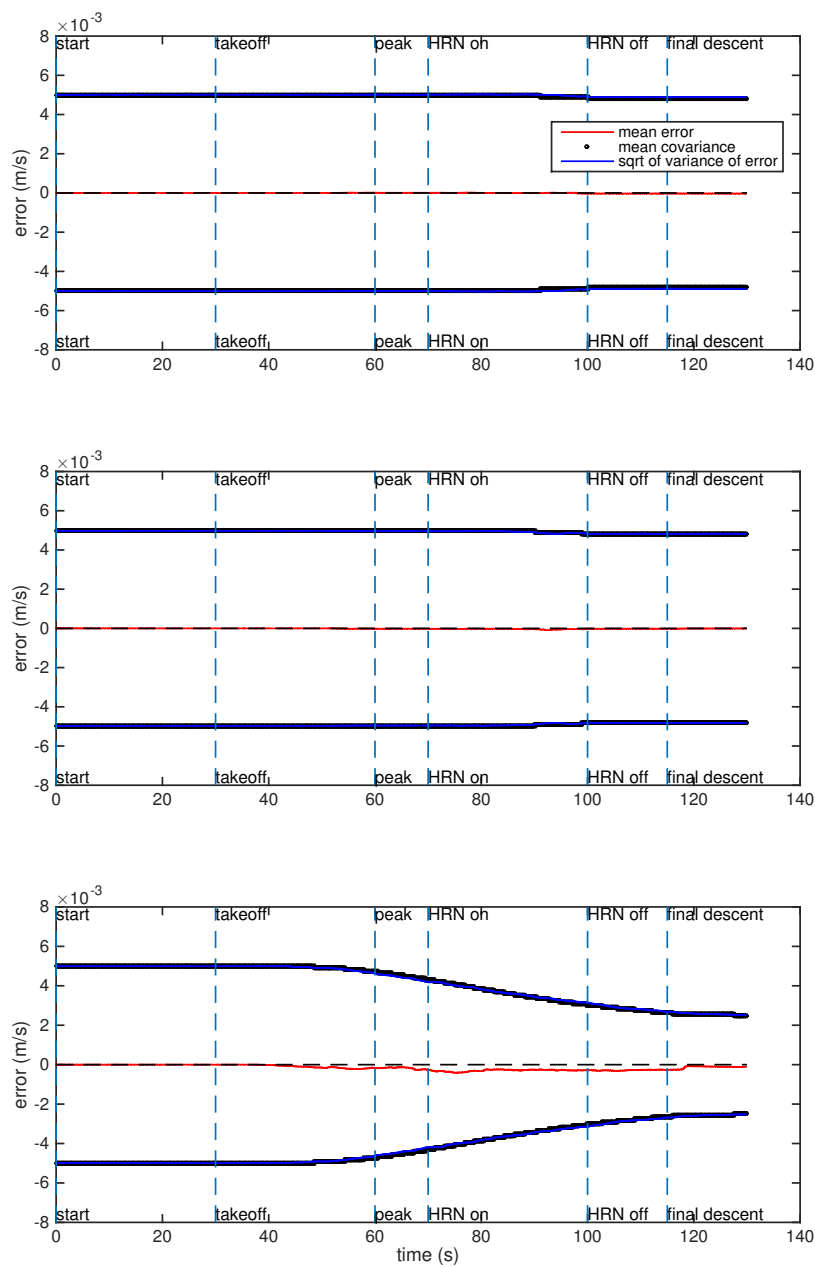 ×10-3
8
start takeoff peak HRN on HRN off final descent
6
4
mean error
mean covariance
sqrt of variance of error
2
0
-2
-4
-6
-8
error (m/s)
start takeoff peak HRN on HRN off final descent
0 20 40 60 80 100 120 140
×10-3
8
start takeoff peak HRN on HRN off final descent
6
4
2
0
-2
-4
-6
-8
error (m/s)
start takeoff peak HRN on HRN off final descent
0 20 40 60 80 100 120 140
×10-3
8
start takeoff peak HRN on HRN off final descent
6
4
2
0
-2
-4
-6
-8
error (m/s)
start takeoff peak HRN on HRN off final descent
0 20 40 60 80 100 120 140
time (s)